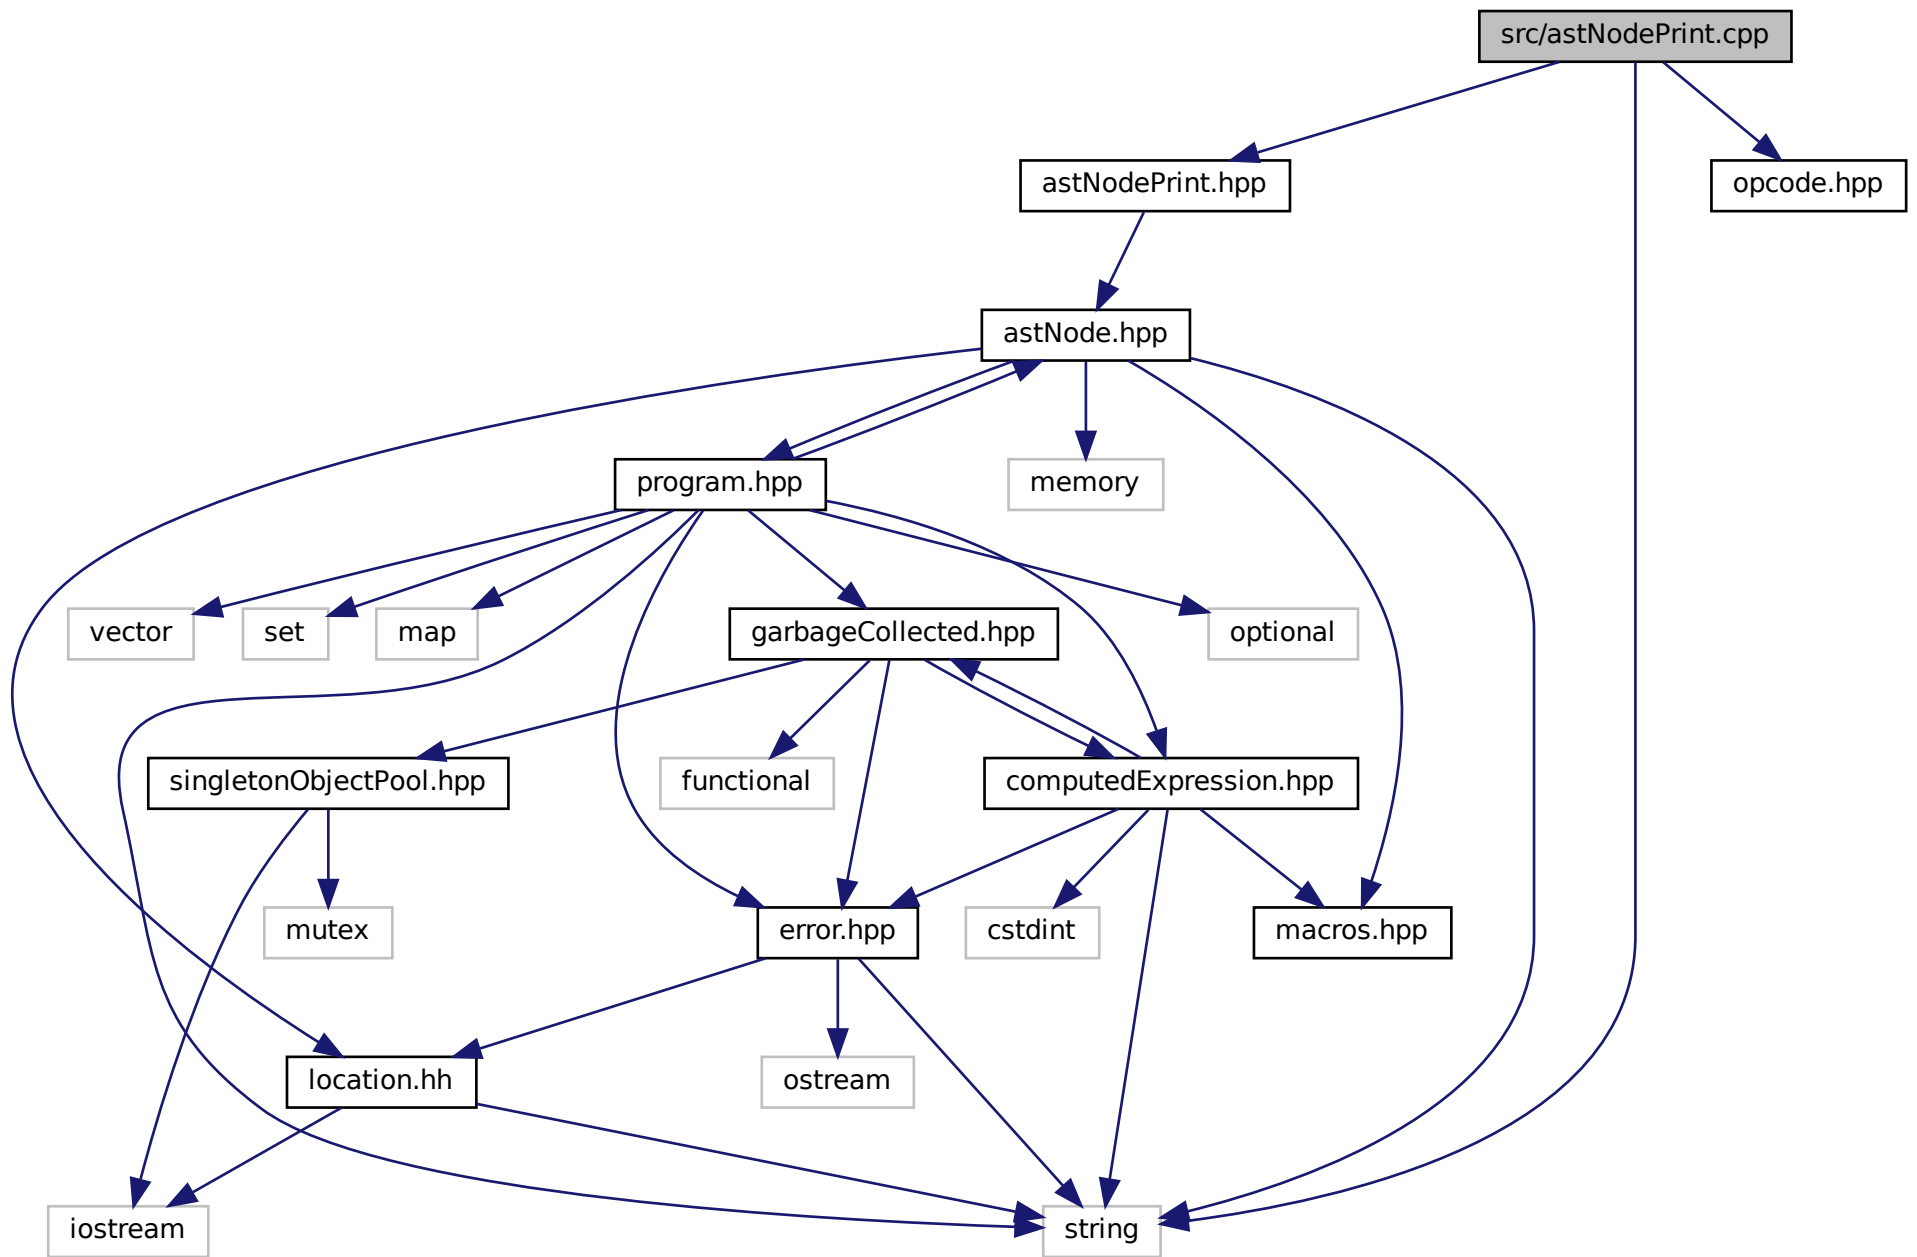 src/astNodePrint.cpp
astNodePrint.hpp
opcode.hpp
astNode.hpp
program.hpp
memory
vector
set
map
garbageCollected.hpp
optional
singletonObjectPool.hpp
functional
computedExpression.hpp
mutex
error.hpp
cstdint
macros.hpp
location.hh
ostream
iostream
string